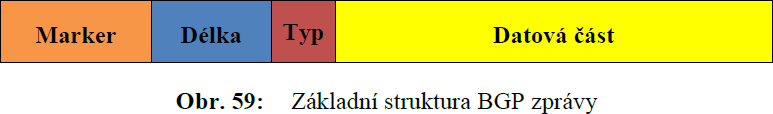 Marker Délka Typ Datová část
Obr. 59: Základní struktura BGP zprávy